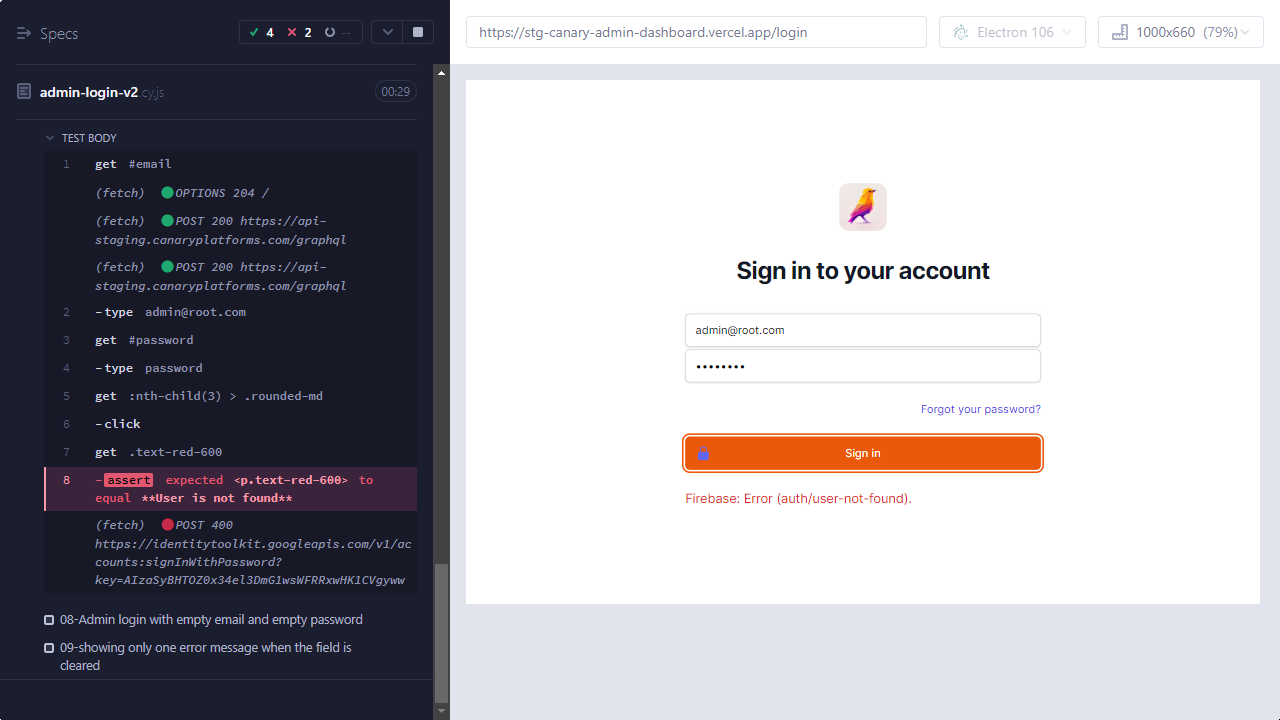 Specs
4 2 --
admin-login-v2.cy.js 00:29
TEST BODY
1 get #email
(fetch) OPTIONS 204 /
(fetch) POST 200 https://api-
staging.canaryplatforms.com/graphql
(fetch) POST 200 https://api-
staging.canaryplatforms.com/graphql
2 -type admin@root.com
3 get #password
4 -type password
5 get :nth-child(3) > .rounded-md
6 -click
7 get .text-red-600
8 -assert expected <p.text-red-600> to
equal **User is not found**
(fetch) POST 400
https://identitytoolkit.googleapis.com/v1/ac
counts:signInWithPassword?
key=AIzaSyBHTOZ0x34el3DmG1wsWFRRxwHK1CVgyww
08-Admin login with empty email and empty password
09-showing only one error message when the field is
cleared
https://stg-canary-admin-dashboard.vercel.app/login
Electron 106
1000x660 (79%)
Sign in to your account
admin@root.com
••••••••
Forgot your password?
Sign in
Firebase: Error (auth/user-not-found).